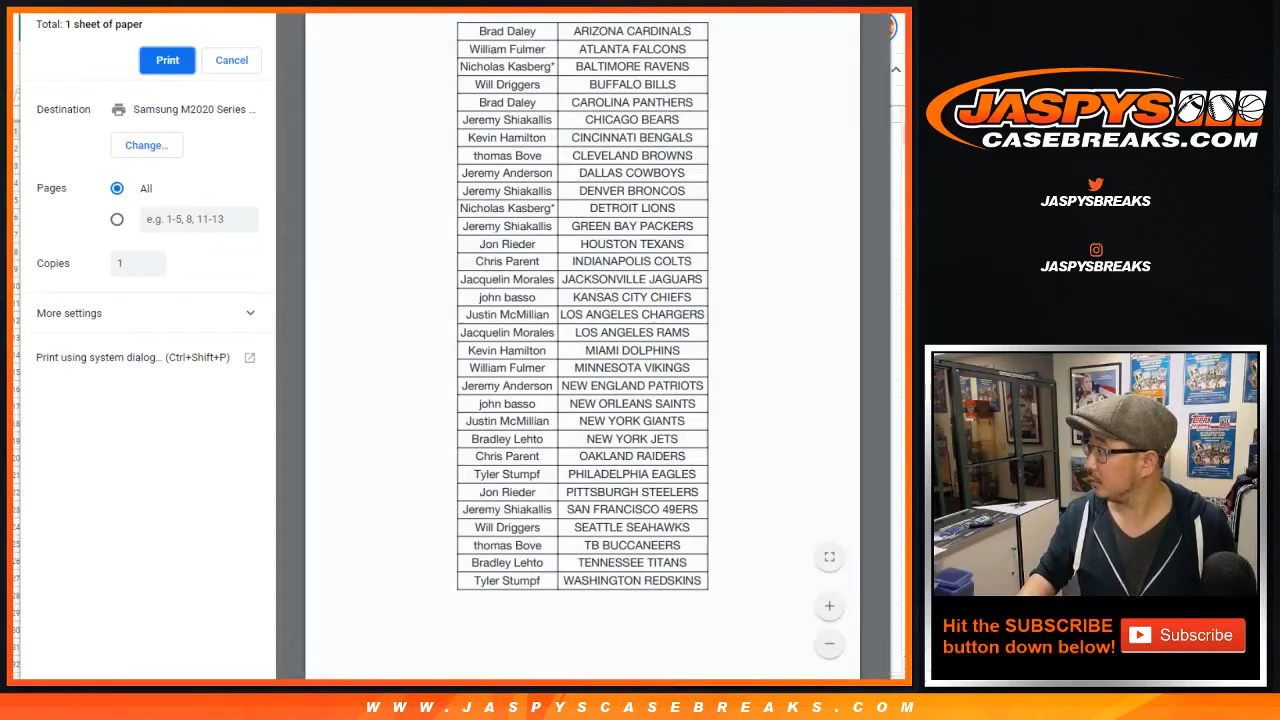 Total: 1 sheet of paper
Print
Cancel
Destination
Samsung M2020 Series ...
Change...
Pages
All
e.g. 1-5, 8, 11-13
Copies
1
More settings
Print using system dialog... (Ctrl+Shift+P)
Brad Daley ARIZONA CARDINALS
William Fulmer ATLANTA FALCONS
Nicholas Kasberg* BALTIMORE RAVENS
Will Driggers BUFFALO BILLS
Brad Daley CAROLINA PANTHERS
Jeremy Shiakallis CHICAGO BEARS
Kevin Hamilton CINCINNATI BENGALS
thomas Bove CLEVELAND BROWNS
Jeremy Anderson DALLAS COWBOYS
Jeremy Shiakallis DENVER BRONCOS
Nicholas Kasberg* DETROIT LIONS
Jeremy Shiakallis GREEN BAY PACKERS
Jon Rieder HOUSTON TEXANS
Chris Parent INDIANAPOLIS COLTS
Jacquelin Morales JACKSONVILLE JAGUARS
john basso KANSAS CITY CHIEFS
Justin McMillian LOS ANGELES CHARGERS
Jacquelin Morales LOS ANGELES RAMS
Kevin Hamilton MIAMI DOLPHINS
William Fulmer MINNESOTA VIKINGS
Jeremy Anderson NEW ENGLAND PATRIOTS
john basso NEW ORLEANS SAINTS
Justin McMillian NEW YORK GIANTS
Bradley Lehto NEW YORK JETS
Chris Parent OAKLAND RAIDERS
Tyler Stumpf PHILADELPHIA EAGLES
Jon Rieder PITTSBURGH STEELERS
Jeremy Shiakallis SAN FRANCISCO 49ERS
Will Driggers SEATTLE SEAHAWKS
thomas Bove TB BUCCANEERS
Bradley Lehto TENNESSEE TITANS
Tyler Stumpf WASHINGTON REDSKINS
JASPYS
CASEBREAKS.COM
JASPYSBREAKS
JASPYSBREAKS
Hit the SUBSCRIBE
button down below!
Subscribe
WWW.JASPYSCASEBREAKS.COM